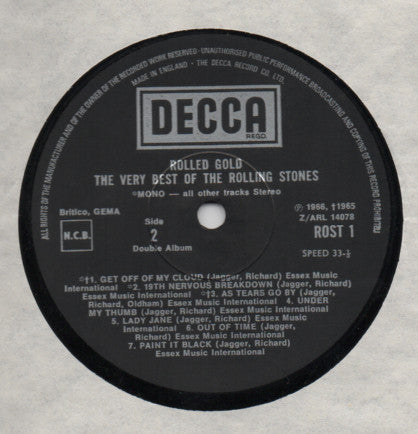 ALL RIGHTS OF THE MANUFACTURER AND OF THE OWNER OF THE RECORDED WORK RESERVED · UNAUTHORISED PUBLIC PERFORMANCE BROADCASTING AND COPYING OF THIS RECORD PROHIBITED
MADE IN ENGLAND · THE DECCA RECORD CO. LTD.
DECCA
REGD.
ROLLED GOLD
THE VERY BEST OF THE ROLLING STONES
°MONO — all other tracks Stereo
Britico, GEMA
N.C.B.
Side
2
Double Album
℗ 1966, †1965
Z/ARL 14078
ROST 1
SPEED 33-⅓
°†1. GET OFF OF MY CLOUD (Jagger, Richard) Essex Music
International °2. 19TH NERVOUS BREAKDOWN (Jagger, Richard)
Essex Music International °†3. AS TEARS GO BY (Jagger,
Richard, Oldham) Essex Music International 4. UNDER
MY THUMB (Jagger, Richard) Essex Music International
5. LADY JANE (Jagger, Richard) Essex Music
International 6. OUT OF TIME (Jagger, Richard)
7. PAINT IT BLACK (Jagger, Richard)
Essex Music International